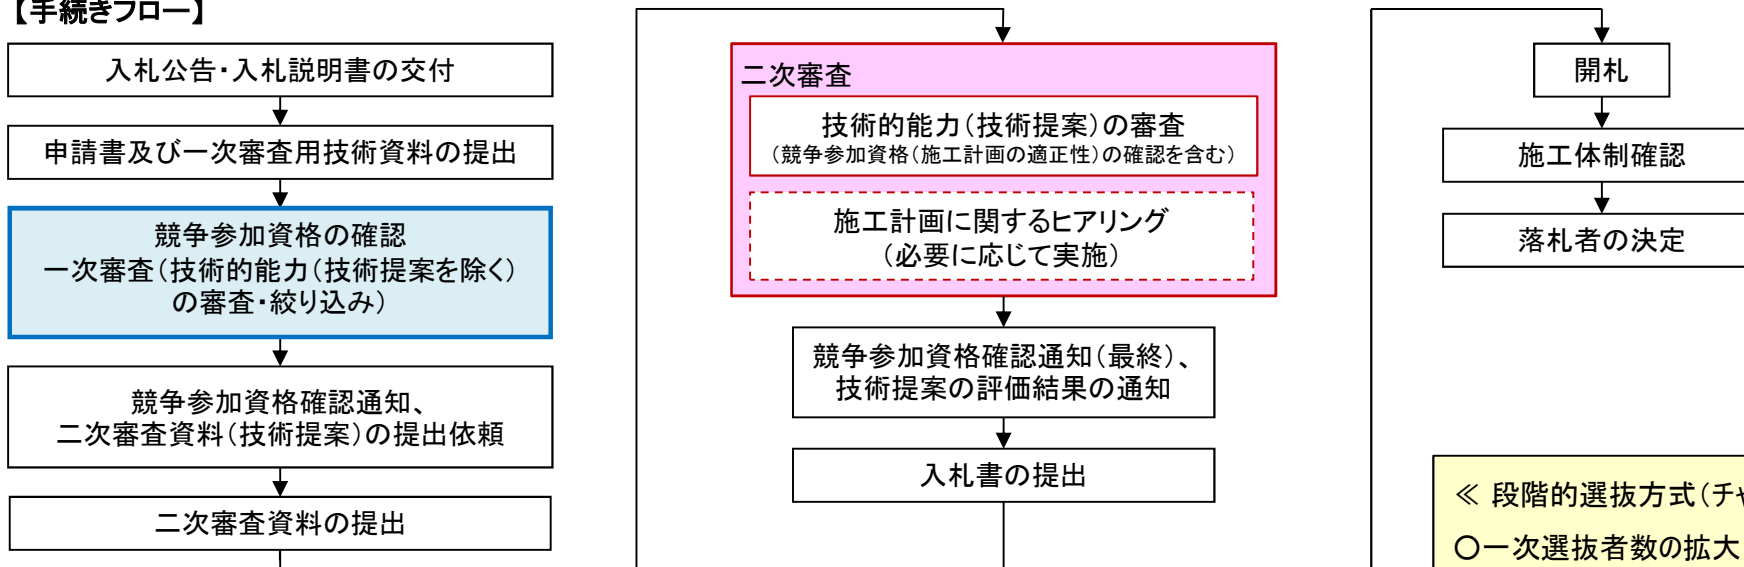 【手続きフロー】
入札公告・入札説明書の交付
申請書及び一次審査用技術資料の提出
競争参加資格の確認
一次審査（技術的能力（技術提案を除く）
の審査・絞り込み）
競争参加資格確認通知、
二次審査資料（技術提案）の提出依頼
二次審査資料の提出
二次審査
技術的能力（技術提案）の審査
（競争参加資格（施工計画の適正性）の確認を含む）
施工計画に関するヒアリング
（必要に応じて実施）
競争参加資格確認通知（最終）、
技術提案の評価結果の通知
入札書の提出
開札
施工体制確認
落札者の決定
≪ 段階的選抜方式（チャ
〇一次選抜者数の拡大